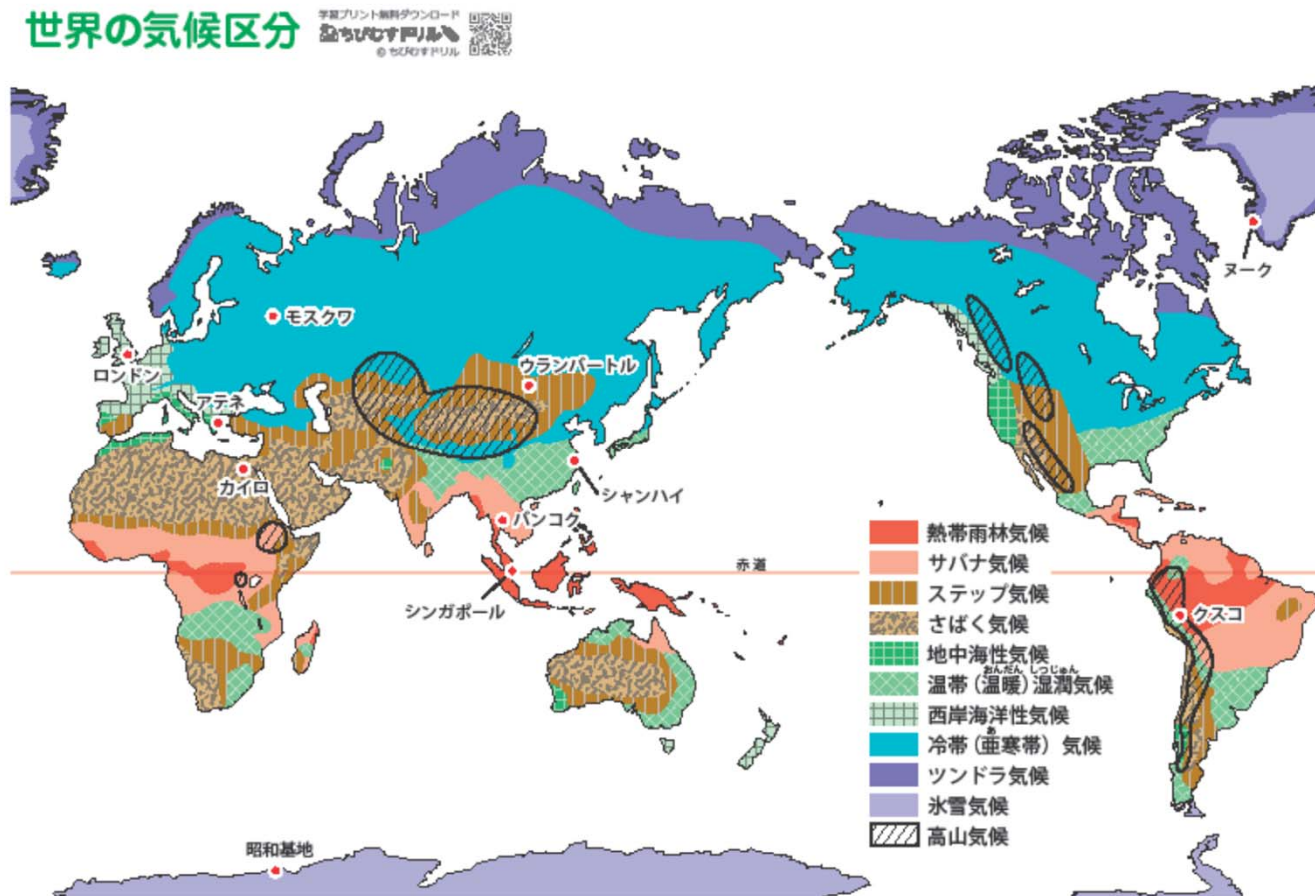 世界の気候区分
学習プリント無料ダウンロード
ちびむすドリル
© ちびむすドリル
ヌーク
モスクワ
ロンドン
ウランバートル
アテネ
カイロ
シャンハイ
バンコク
赤道
シンガポール
クスコ
昭和基地
熱帯雨林気候
サバナ気候
ステップ気候
さばく気候
地中海性気候
おんだん しつじゅん
温帯(温暖)湿潤気候
西岸海洋性気候
あ
冷帯(亜寒帯)気候
ツンドラ気候
氷雪気候
高山気候